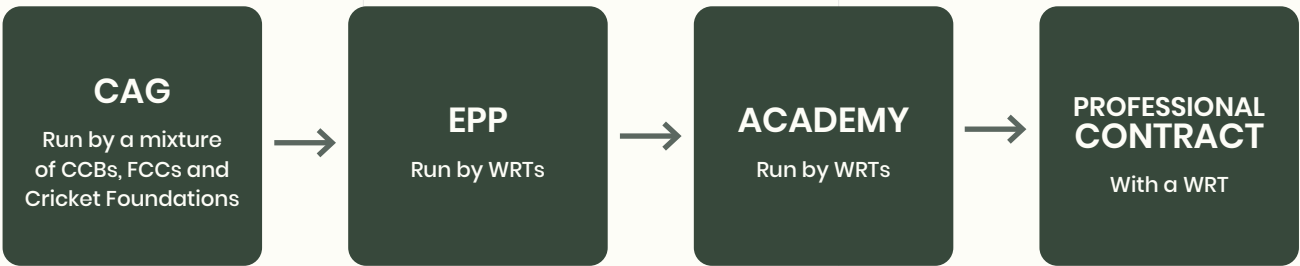 CAG
Run by a mixture
of CCBs, FCCs and
Cricket Foundations
EPP
Run by WRTs
ACADEMY
Run by WRTs
PROFESSIONAL
CONTRACT
With a WRT